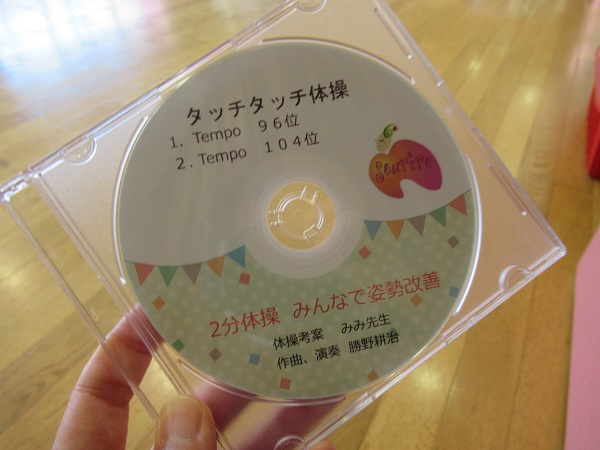 タッチタッチ体操
1. Tempo ９６位
2. Tempo １０４位
2分体操 みんなで姿勢改善
体操考案 みみ先生
作曲、演奏 勝野耕治